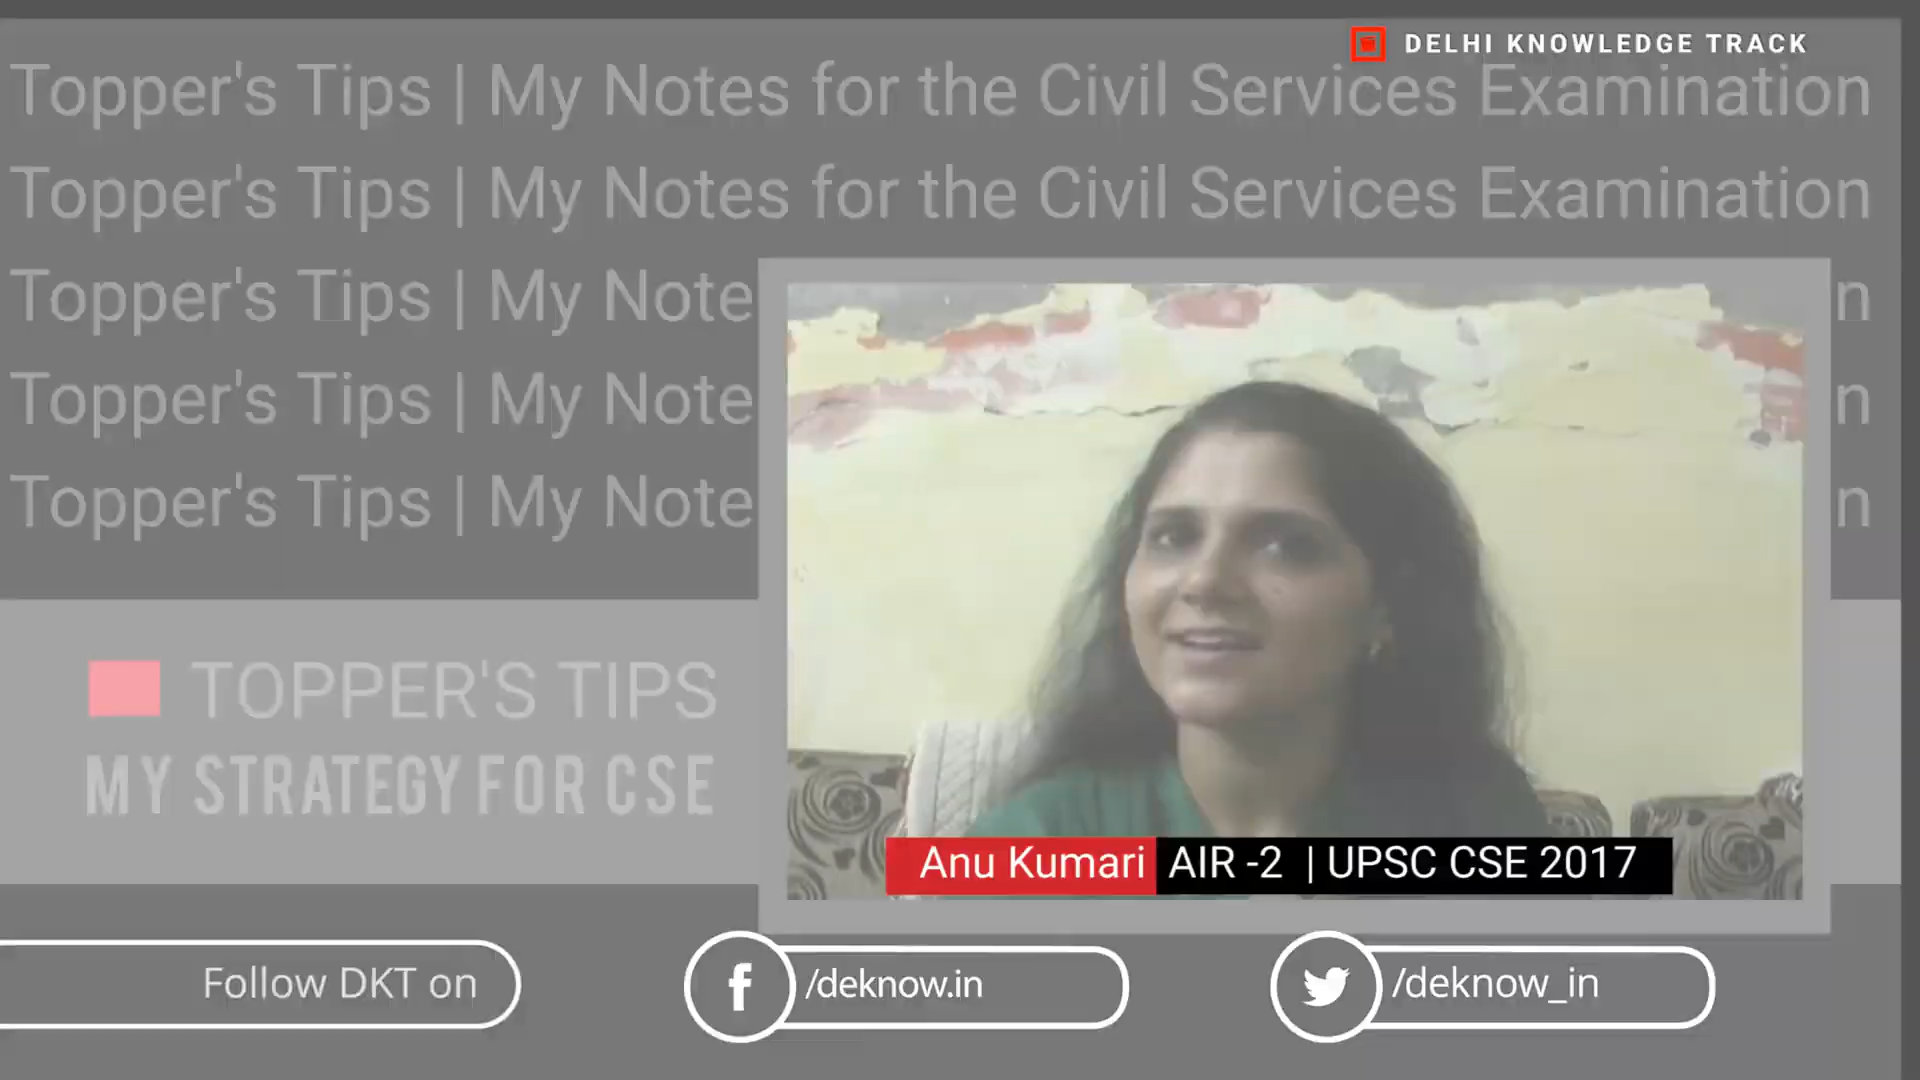 DELHI KNOWLEDGE TRACK
Topper's Tips | My Notes for the Civil Services Examination
Topper's Tips | My Notes for the Civil Services Examination
Topper's Tips | My Note n
Topper's Tips | My Note n
Topper's Tips | My Note n
TOPPER'S TIPS
MY STRATEGY FOR CSE
Anu Kumari AIR -2 | UPSC CSE 2017
Follow DKT on /deknow.in /deknow_in